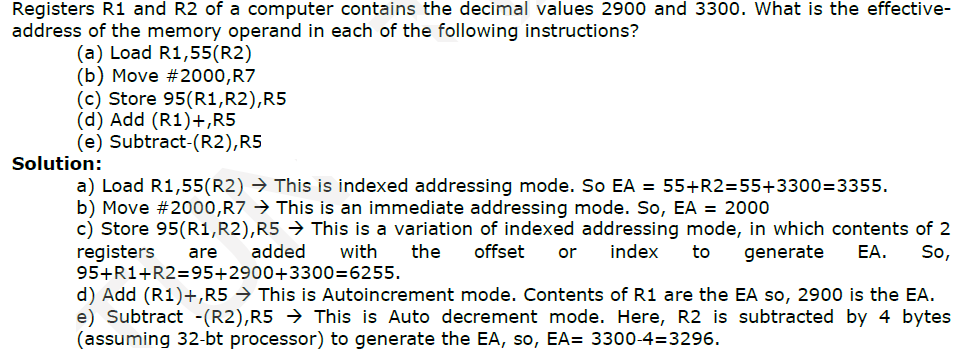 Registers R1 and R2 of a computer contains the decimal values 2900 and 3300. What is the effective-
address of the memory operand in each of the following instructions?
(a) Load R1,55(R2)
(b) Move #2000,R7
(c) Store 95(R1,R2),R5
(d) Add (R1)+,R5
(e) Subtract-(R2),R5
Solution:
a) Load R1,55(R2) → This is indexed addressing mode. So EA = 55+R2=55+3300=3355.
b) Move #2000,R7 → This is an immediate addressing mode. So, EA = 2000
c) Store 95(R1,R2),R5 → This is a variation of indexed addressing mode, in which contents of 2
registers are added with the offset or index to generate EA. So,
95+R1+R2=95+2900+3300=6255.
d) Add (R1)+,R5 → This is Autoincrement mode. Contents of R1 are the EA so, 2900 is the EA.
e) Subtract -(R2),R5 → This is Auto decrement mode. Here, R2 is subtracted by 4 bytes
(assuming 32-bt processor) to generate the EA, so, EA= 3300-4=3296.